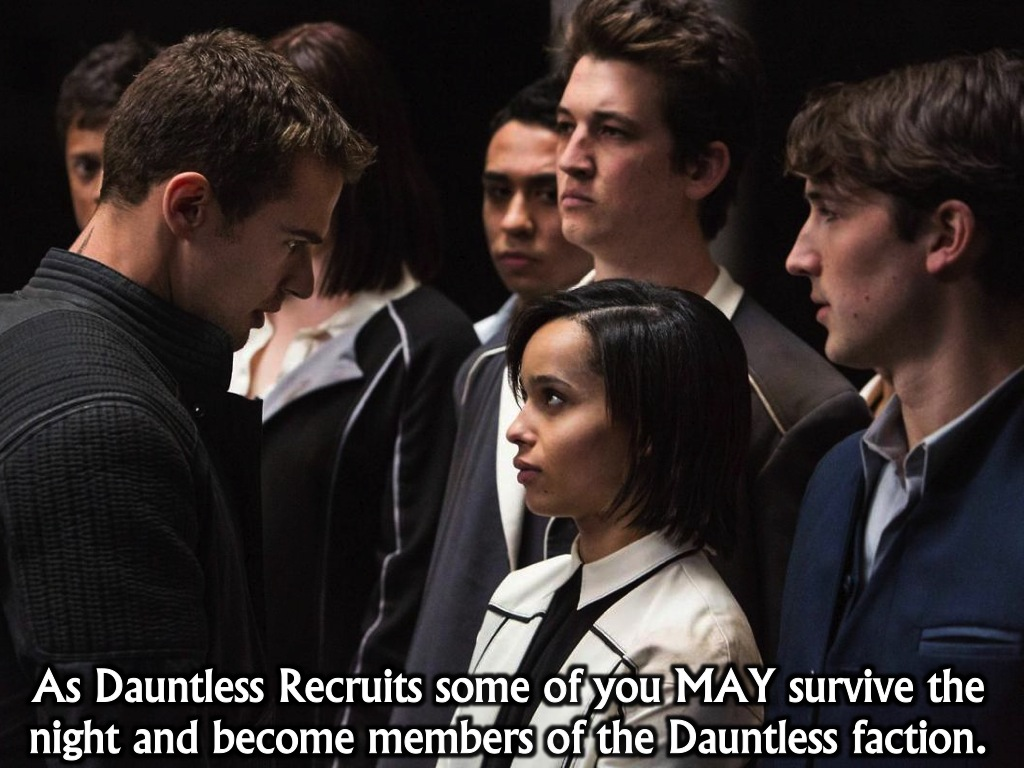 As Dauntless Recruits some of you MAY survive the
night and become members of the Dauntless faction.